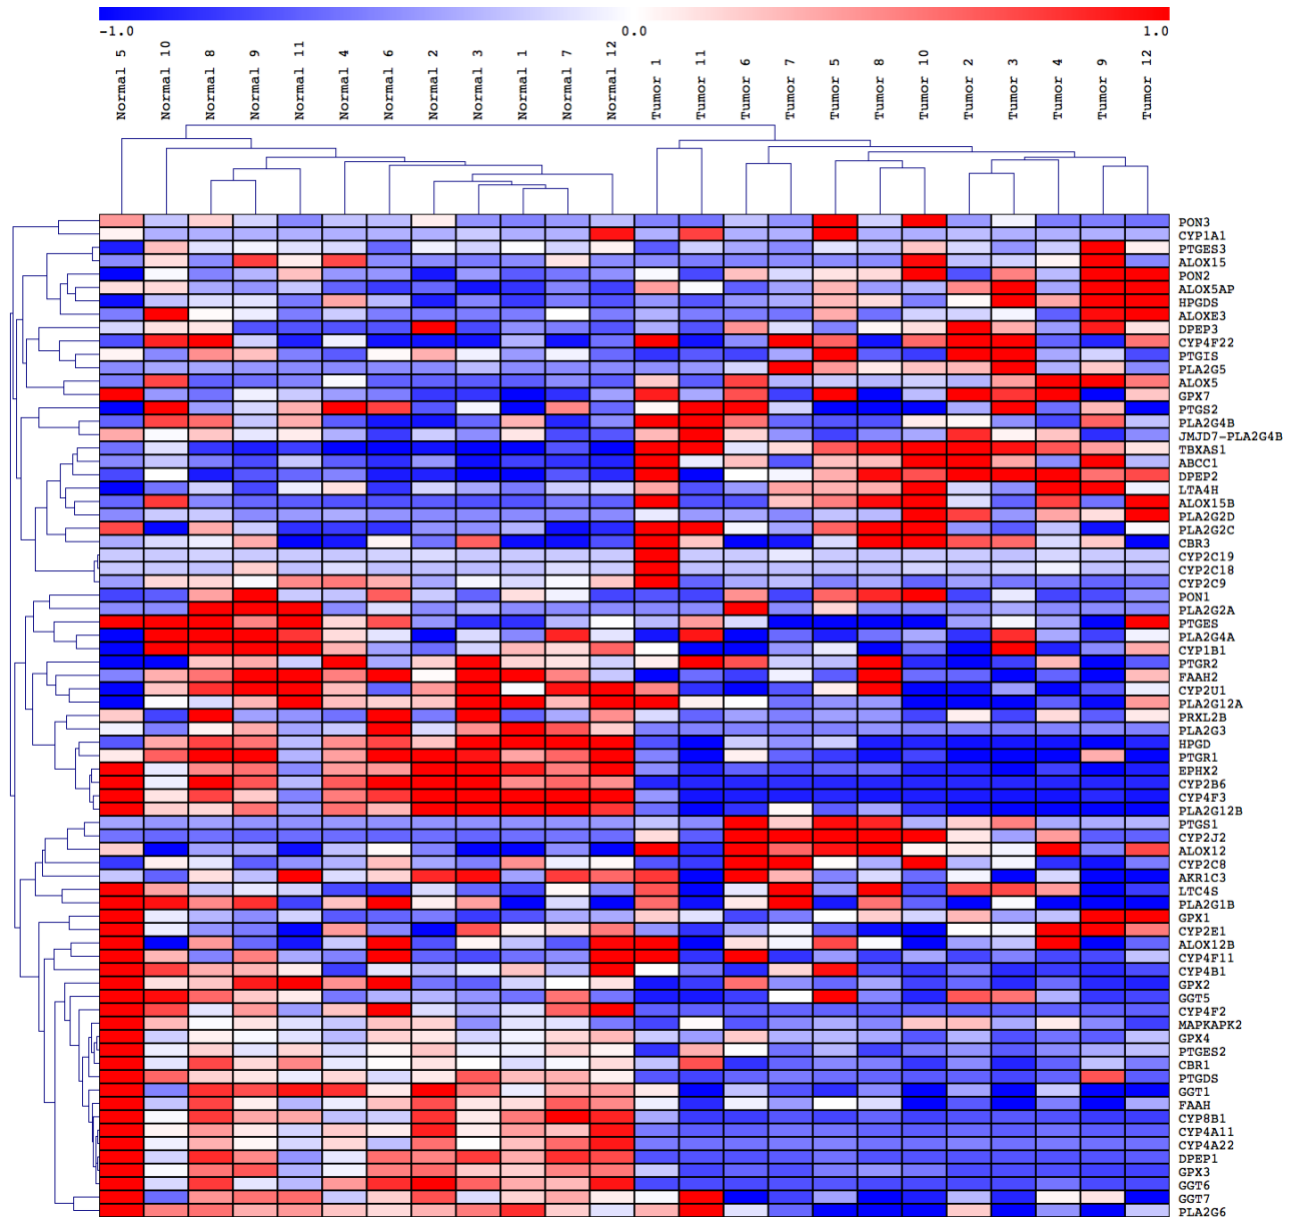 -1.0 0.0 1.0
Normal 5
Normal 10
Normal 8
Normal 9
Normal 11
Normal 4
Normal 6
Normal 2
Normal 3
Normal 1
Normal 7
Normal 12
Tumor 1
Tumor 11
Tumor 6
Tumor 7
Tumor 5
Tumor 8
Tumor 10
Tumor 2
Tumor 3
Tumor 4
Tumor 9
Tumor 12
PON3
CYP1A1
PTGES3
ALOX15
PON2
ALOX5AP
HPGDS
ALOXE3
DPEP3
CYP4F22
PTGIS
PLA2G5
ALOX5
GPX7
PTGS2
PLA2G4B
JMJD7-PLA2G4B
TBXAS1
ABCC1
DPEP2
LTA4H
ALOX15B
PLA2G2D
PLA2G2C
CBR3
CYP2C19
CYP2C18
CYP2C9
PON1
PLA2G2A
PTGES
PLA2G4A
CYP1B1
PTGR2
FAAH2
CYP2U1
PLA2G12A
PRXL2B
PLA2G3
HPGD
PTGR1
EPHX2
CYP2B6
CYP4F3
PLA2G12B
PTGS1
CYP2J2
ALOX12
CYP2C8
AKR1C3
LTC4S
PLA2G1B
GPX1
CYP2E1
ALOX12B
CYP4F11
CYP4B1
GPX2
GGT5
CYP4F2
MAPKAPK2
GPX4
PTGES2
CBR1
PTGDS
GGT1
FAAH
CYP8B1
CYP4A11
CYP4A22
DPEP1
GPX3
GGT6
GGT7
PLA2G6